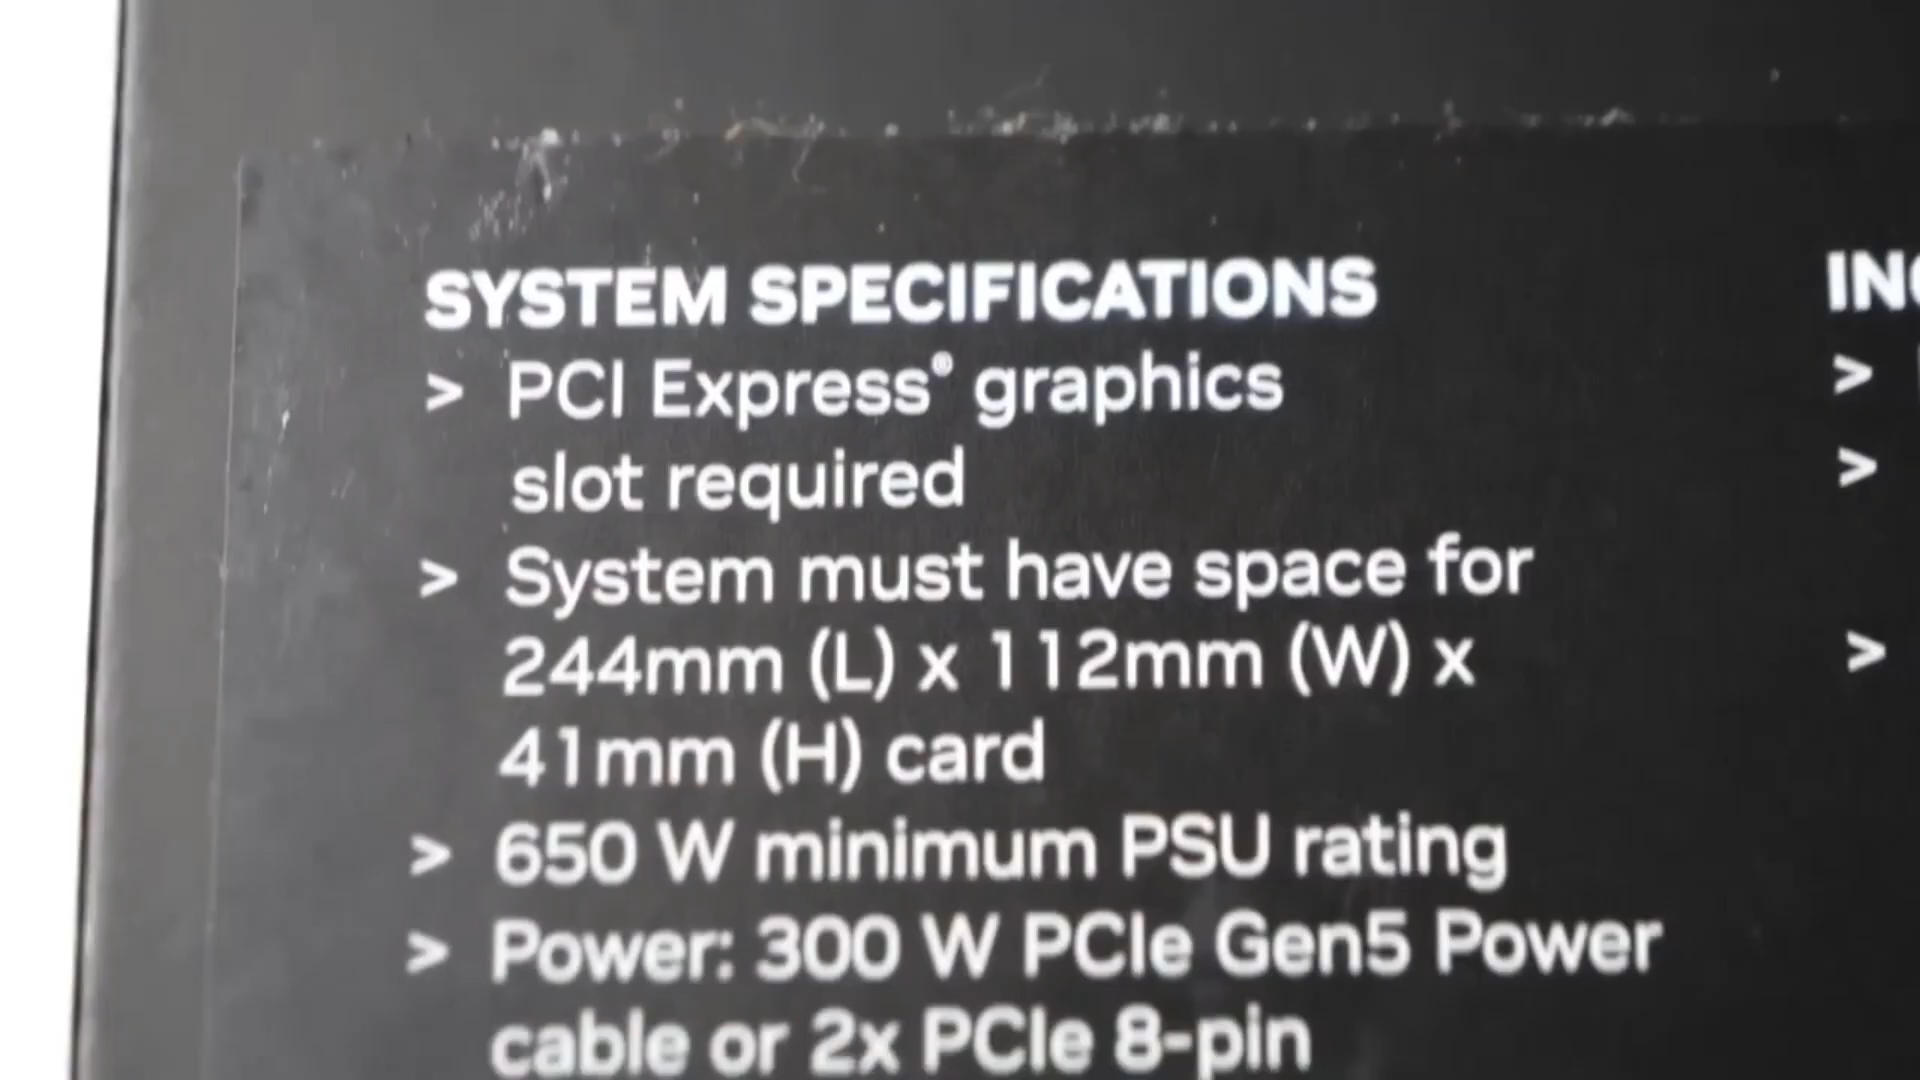 SYSTEM SPECIFICATIONS
> PCI Express® graphics
slot required
> System must have space for
244mm (L) x 112mm (W) x
41mm (H) card
> 650 W minimum PSU rating
> Power: 300 W PCIe Gen5 Power
cable or 2x PCIe 8-pin
>
>
>